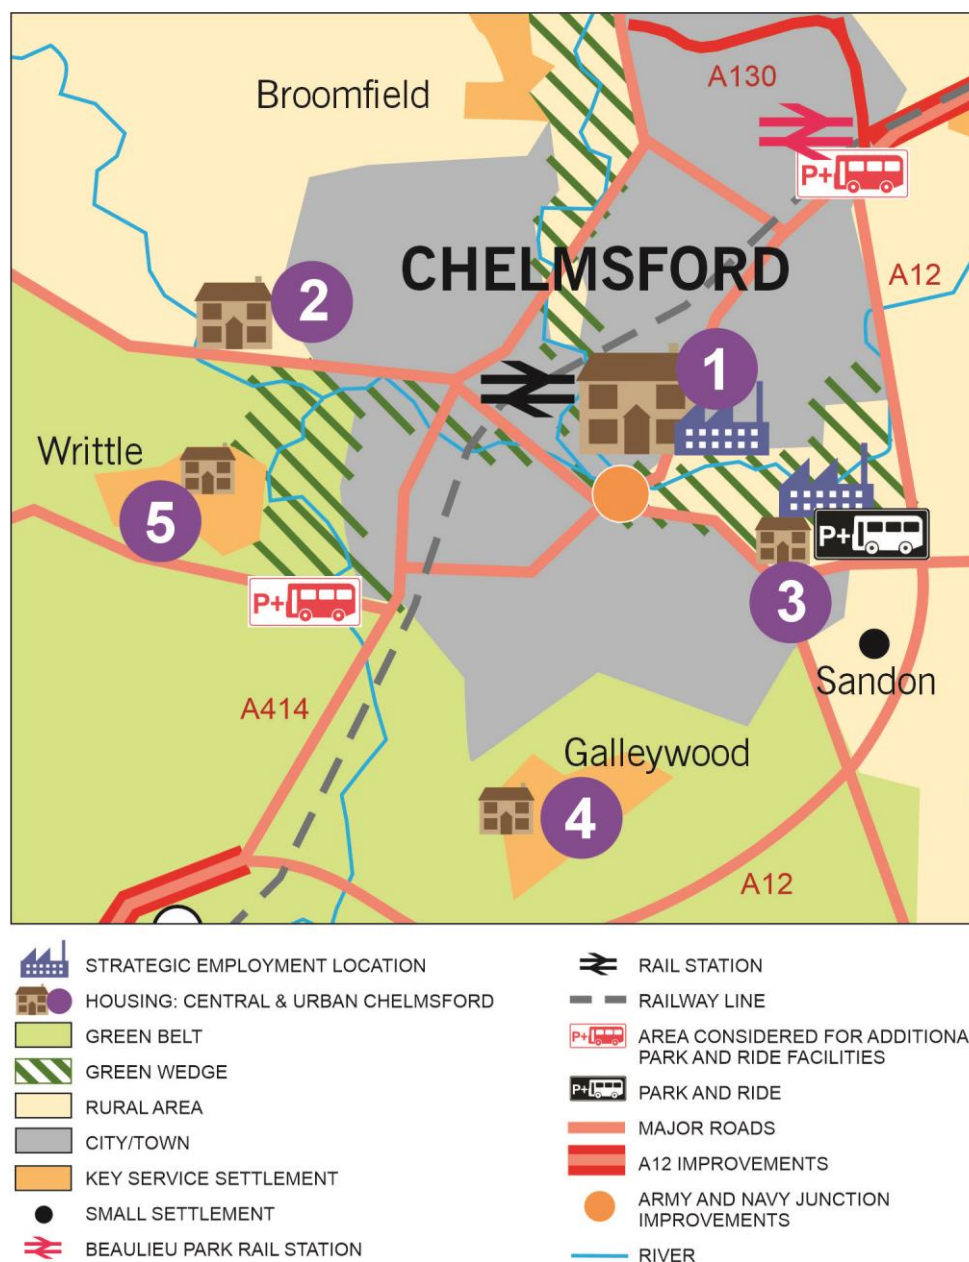 Broomfield
A130
P+
CHELMSFORD
A12
2
1
Writtle
5
P+
3
P+
Sandon
A414
Galleywood
4
A12
STRATEGIC EMPLOYMENT LOCATION
HOUSING: CENTRAL & URBAN CHELMSFORD
GREEN BELT
GREEN WEDGE
RURAL AREA
CITY/TOWN
KEY SERVICE SETTLEMENT
SMALL SETTLEMENT
BEAULIEU PARK RAIL STATION
RAIL STATION
RAILWAY LINE
P+
AREA CONSIDERED FOR ADDITIONA
PARK AND RIDE FACILITIES
P+
PARK AND RIDE
MAJOR ROADS
A12 IMPROVEMENTS
ARMY AND NAVY JUNCTION
IMPROVEMENTS
RIVER